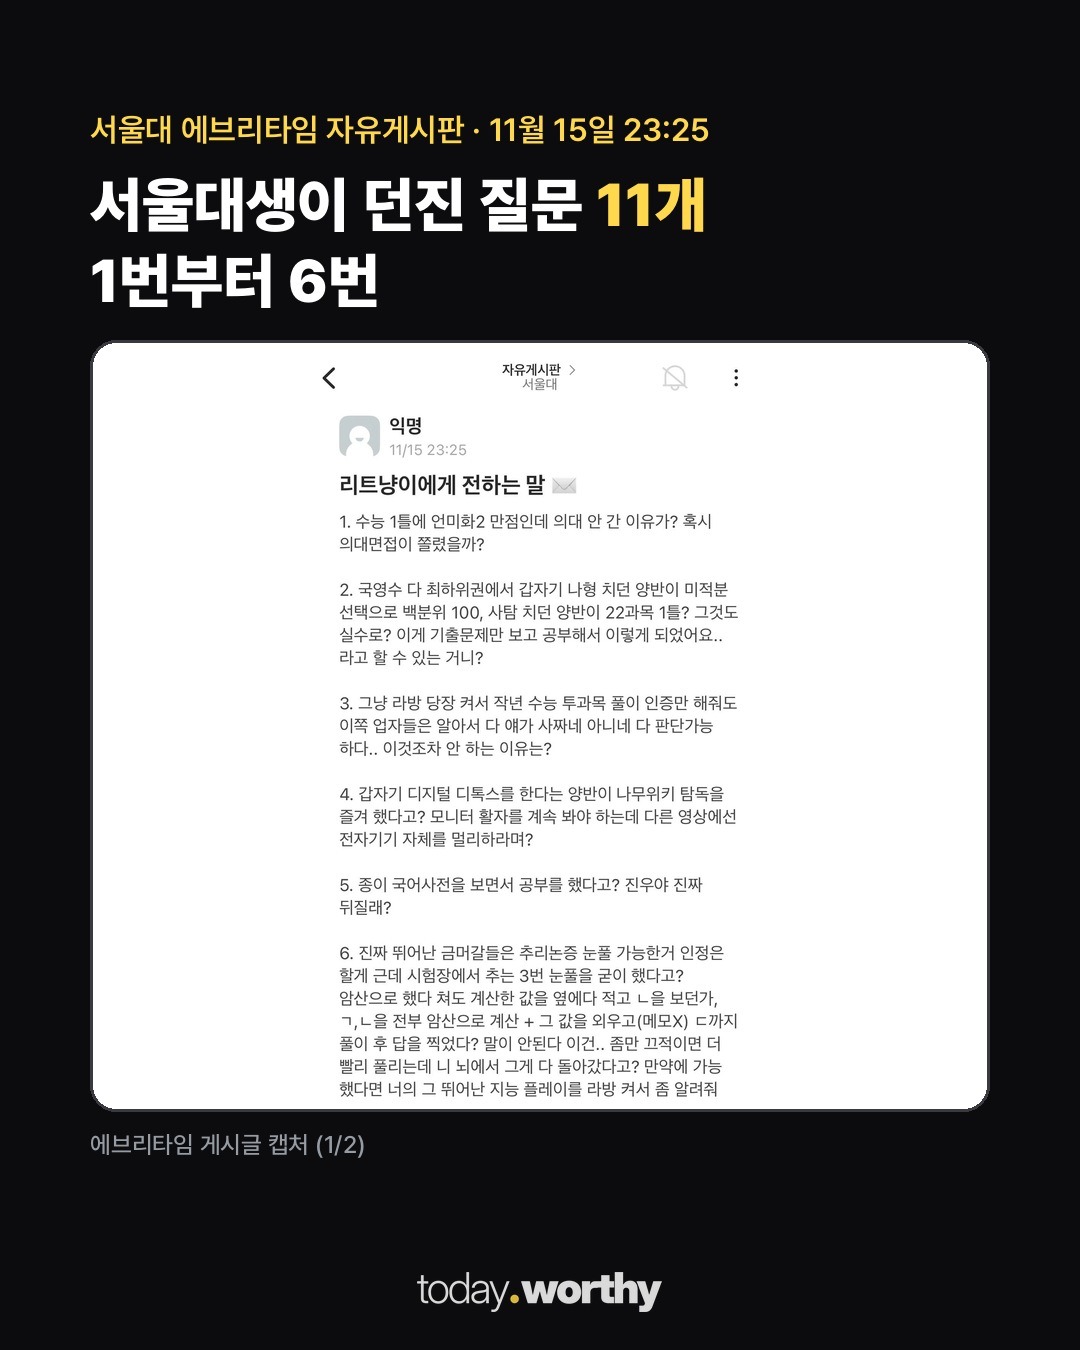 서울대 에브리타임 자유게시판 · 11월 15일 23:25
서울대생이 던진 질문 11개
1번부터 6번
자유게시판
서울대
익명
11/15 23:25
리트냥이에게 전하는 말
1. 수능 1틀에 언미화2 만점인데 의대 안 간 이유가? 혹시
의대면접이 쫄렸을까?
2. 국영수 다 최하위권에서 갑자기 나형 치던 양반이 미적분
선택으로 백분위 100, 사탐 치던 양반이 22과목 1틀? 그것도
실수로? 이게 기출문제만 보고 공부해서 이렇게 되었어요..
라고 할 수 있는 거니?
3. 그냥 라방 당장 켜서 작년 수능 투과목 풀이 인증만 해줘도
이쪽 업자들은 알아서 다 얘가 사짜네 아니네 다 판단가능
하다.. 이것조차 안 하는 이유는?
4. 갑자기 디지털 디톡스를 한다는 양반이 나무위키 탐독을
즐겨 했다고? 모니터 활자를 계속 봐야 하는데 다른 영상에선
전자기기 자체를 멀리하라며?
5. 종이 국어사전을 보면서 공부를 했다고? 진우야 진짜
뒤질래?
6. 진짜 뛰어난 금머갈들은 추리논증 눈풀 가능한거 인정은
할게 근데 시험장에서 추는 3번 눈풀을 굳이 했다고?
암산으로 했다 쳐도 계산한 값을 옆에다 적고 ㄴ을 보던가,
ㄱ,ㄴ을 전부 암산으로 계산 + 그 값을 외우고(메모X) ㄷ까지
풀이 후 답을 찍었다? 말이 안된다 이건.. 좀만 끄적이면 더
빨리 풀리는데 니 뇌에서 그게 다 돌아갔다고? 만약에 가능
했다면 너의 그 뛰어난 지능 플레이를 라방 켜서 좀 알려줘
에브리타임 게시글 캡처 (1/2)
today.worthy